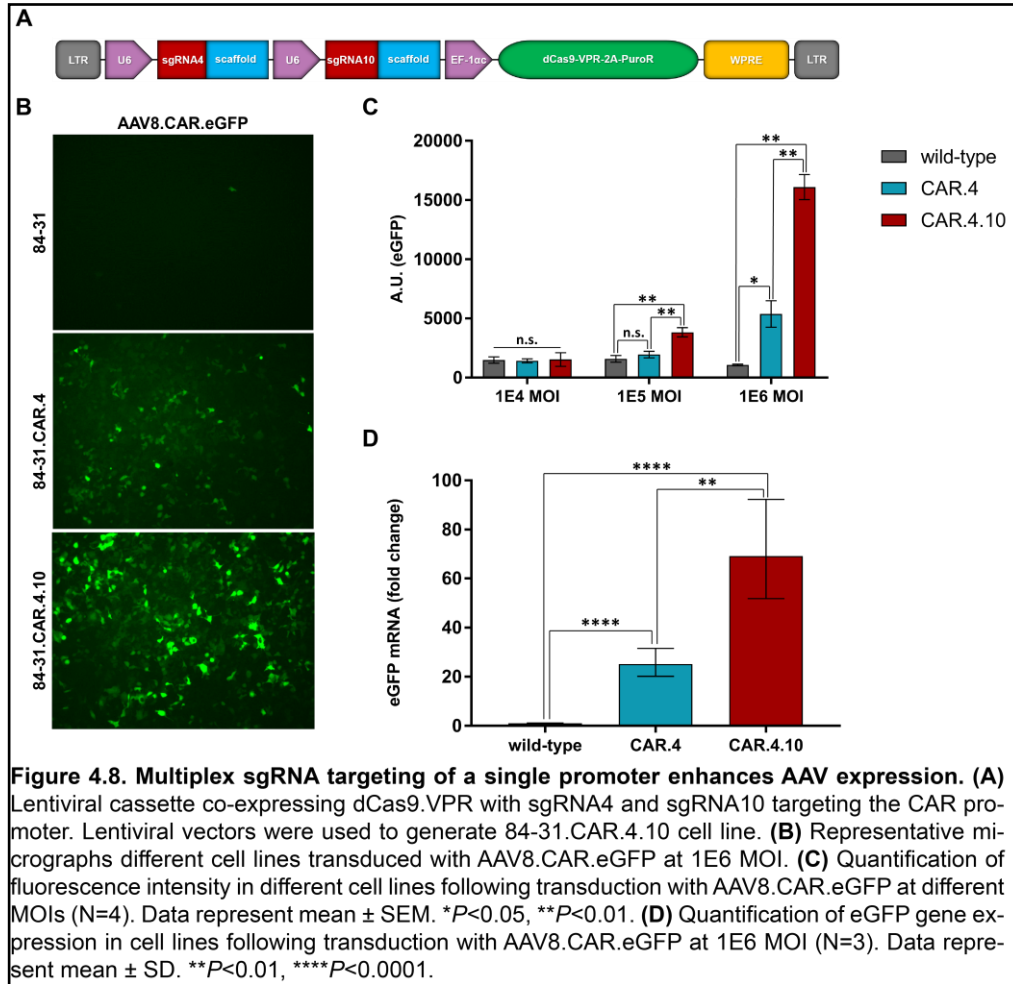 A
LTR U6 sgRNA4 scaffold U6 sgRNA10 scaffold EF-1αc dCas9-VPR-2A-PuroR WPRE LTR
B
AAV8.CAR.eGFP
84-31
84-31.CAR.4
84-31.CAR.4.10
C
A.U. (eGFP)
20000
15000
10000
5000
0
n.s.
n.s.
**
**
*
**
**
1E4 MOI 1E5 MOI 1E6 MOI
wild-type
CAR.4
CAR.4.10
D
eGFP mRNA (fold change)
100
80
60
40
20
0
****
**
****
wild-type CAR.4 CAR.4.10
Figure 4.8. Multiplex sgRNA targeting of a single promoter enhances AAV expression. (A)
Lentiviral cassette co-expressing dCas9.VPR with sgRNA4 and sgRNA10 targeting the CAR pro-
moter. Lentiviral vectors were used to generate 84-31.CAR.4.10 cell line. (B) Representative mi-
crographs different cell lines transduced with AAV8.CAR.eGFP at 1E6 MOI. (C) Quantification of
fluorescence intensity in different cell lines following transduction with AAV8.CAR.eGFP at different
MOIs (N=4). Data represent mean ± SEM. *P<0.05, **P<0.01. (D) Quantification of eGFP gene ex-
pression in cell lines following transduction with AAV8.CAR.eGFP at 1E6 MOI (N=3). Data repre-
sent mean ± SD. **P<0.01, ****P<0.0001.